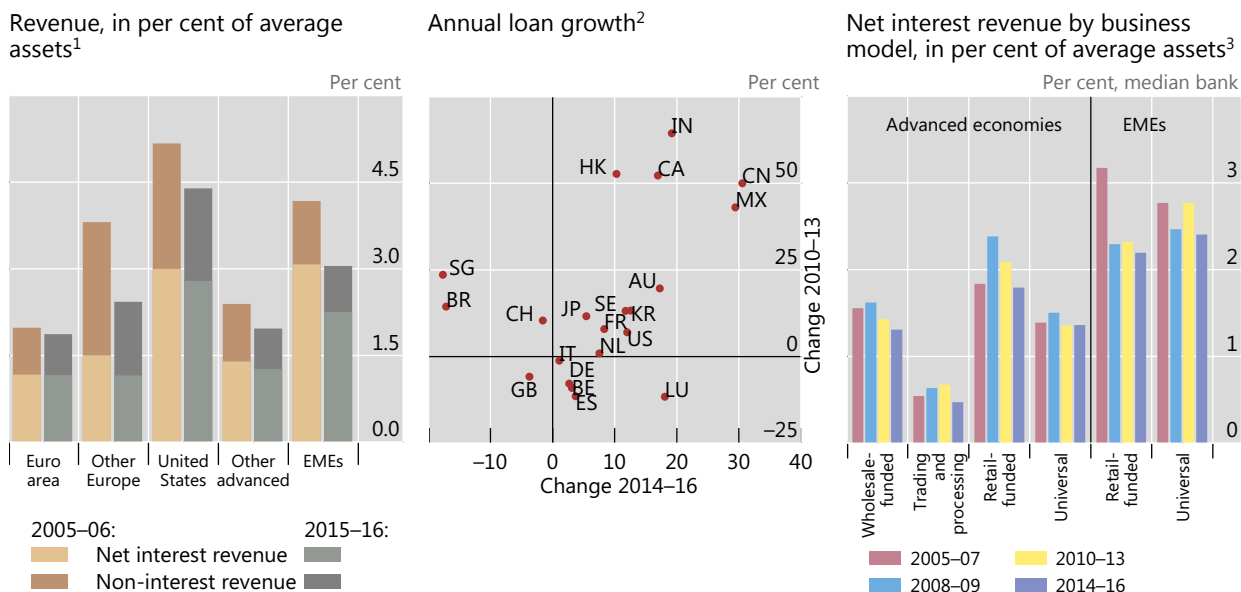 Revenue, in per cent of average
assets1
Per cent
4.5
3.0
1.5
0.0
Euro
area
Other
Europe
United
States
Other
advanced
EMEs
2005–06:
2015–16:
Net interest revenue
Non-interest revenue
Annual loan growth2
Per cent
IN
HK
CA
CN
MX
50
SG
BR
25
AU
CH
JP
SE
KR
FR
US
NL
IT
0
DE
GB
BE
ES
LU
–25
Change 2010–13
–10
0
10
20
30
40
Change 2014–16
Net interest revenue by business
model, in per cent of average assets3
Per cent, median bank
Advanced economies
EMEs
3
2
1
0
Wholesale-
funded
Trading
and
processing
Retail-
funded
Universal
Retail-
funded
Universal
2005–07
2010–13
2008–09
2014–16